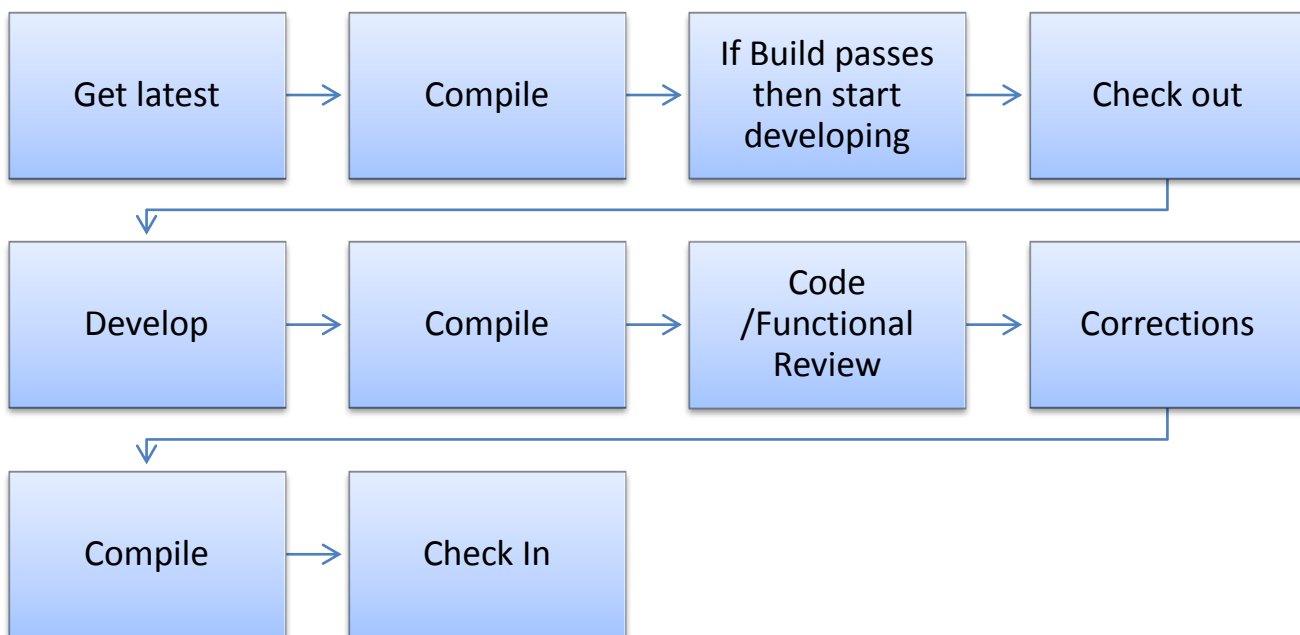 Get latest
Compile
If Build passes
then start
developing
Check out
Develop
Compile
Code
/Functional
Review
Corrections
Compile
Check In